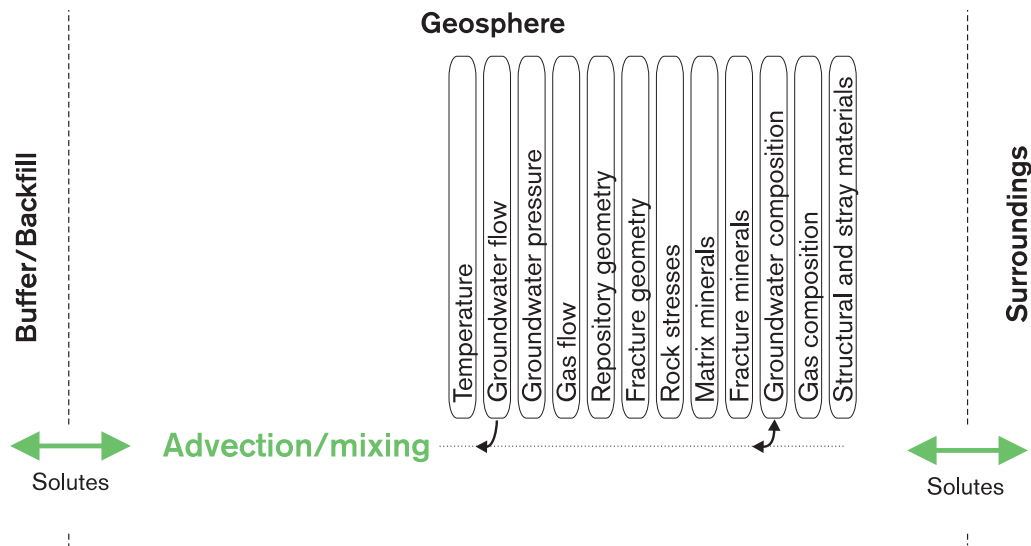 Geosphere
Buffer/Backfill
Temperature
Groundwater flow
Groundwater pressure
Gas flow
Repository geometry
Fracture geometry
Rock stresses
Matrix minerals
Fracture minerals
Groundwater composition
Gas composition
Structural and stray materials
Surroundings
Advection/mixing
Solutes
Solutes